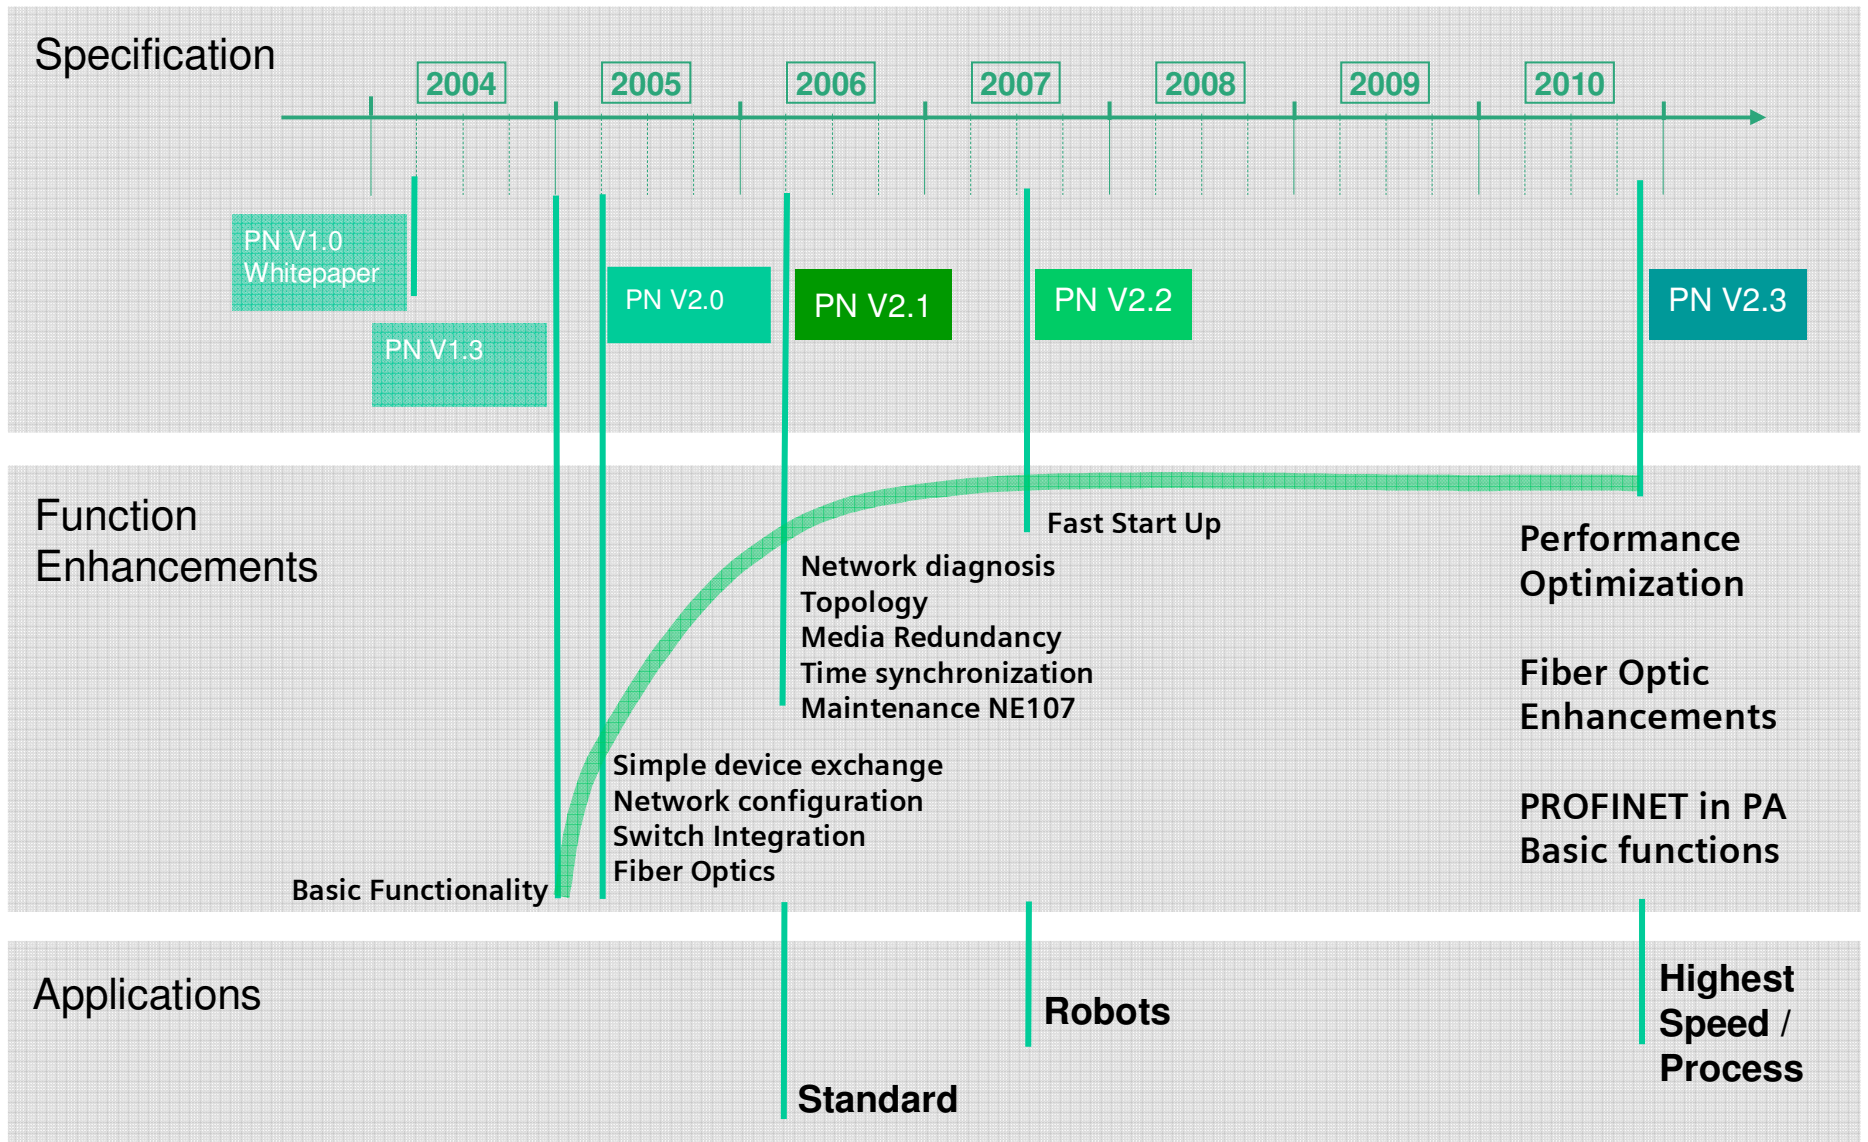 Specification
2004
2005
2006
2007
2008
2009
2010
PN V1.0
Whitepaper
PN V1.3
PN V2.0
PN V2.1
PN V2.2
PN V2.3
Function
Enhancements
Fast Start Up
Network diagnosis
Topology
Media Redundancy
Time synchronization
Maintenance NE107
Simple device exchange
Network configuration
Switch Integration
Fiber Optics
Basic Functionality
Performance
Optimization
Fiber Optic
Enhancements
PROFINET in PA
Basic functions
Applications
Standard
Robots
Highest
Speed /
Process